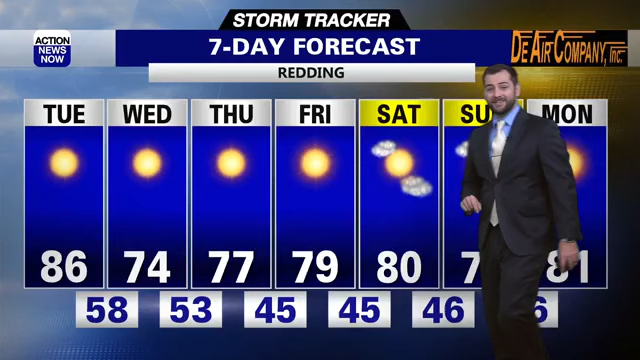 STORM TRACKER
ACTION
NEWS
NOW
7-DAY FORECAST
DE AIR COMPANY, INC.
REDDING
TUE WED THU FRI SAT MON
86 74 77 79 80 81
58 53 45 45 46